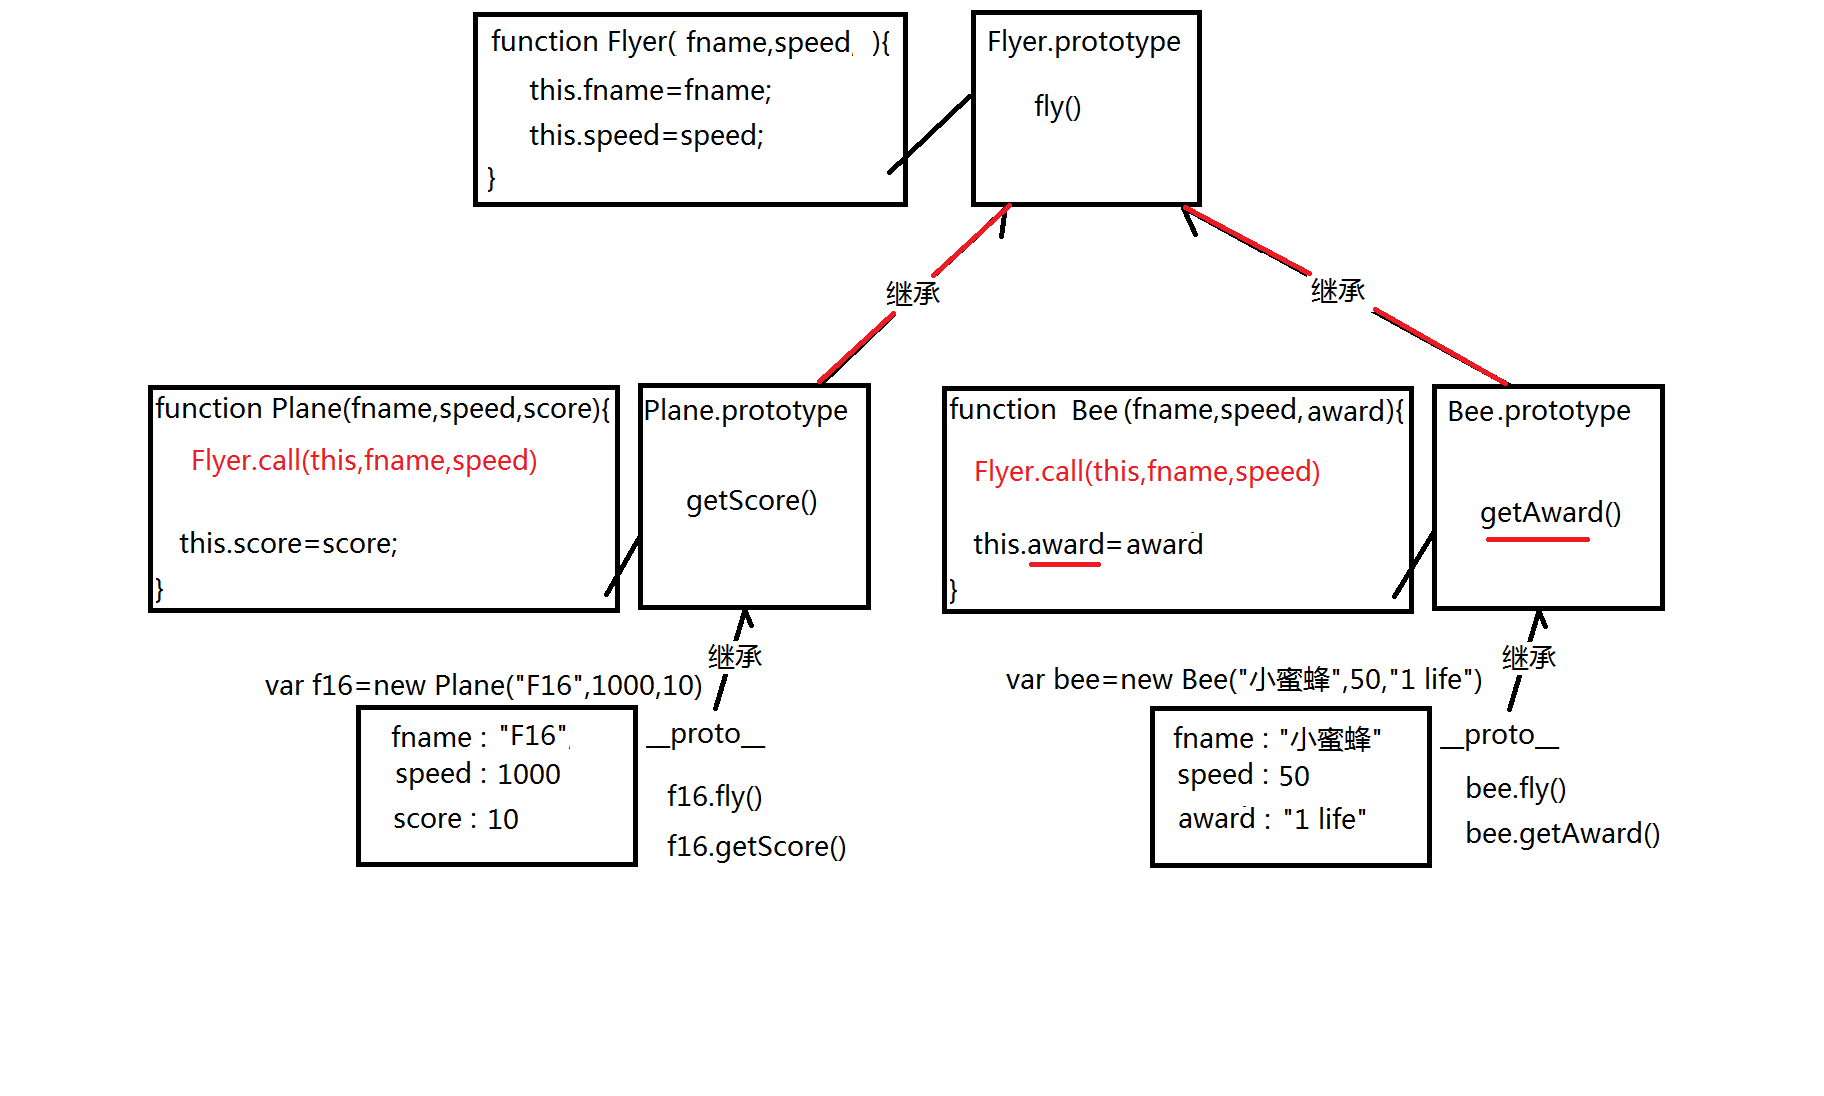 function Flyer( fname,speed, ){
this.fname=fname;
this.speed=speed;
}
Flyer.prototype
fly()
继承
继承
function Plane(fname,speed,score){
Flyer.call(this,fname,speed)
this.score=score;
}
Plane.prototype
getScore()
function Bee (fname,speed,award){
Flyer.call(this,fname,speed)
this.award=award
}
Bee.prototype
getAward()
继承
var f16=new Plane("F16",1000,10)
fname : "F16",
speed : 1000
score : 10
__proto__
f16.fly()
f16.getScore()
继承
var bee=new Bee("小蜜蜂",50,"1 life")
fname : "小蜜蜂"
speed : 50
award : "1 life"
__proto__
bee.fly()
bee.getAward()